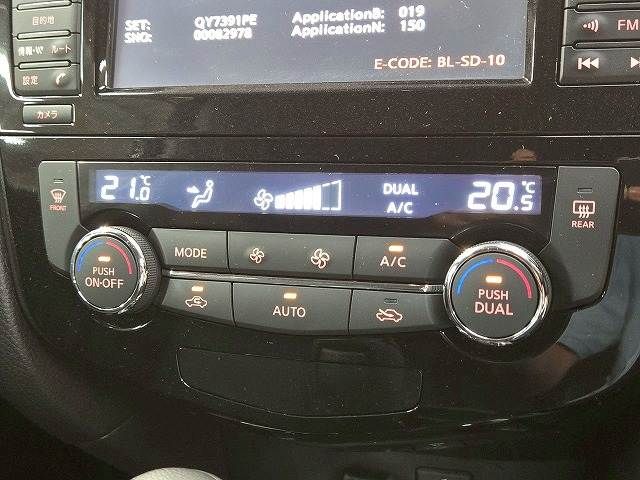 目的地
情報・VP ルート
設定
カメラ
SET: QY7391PE ApplicationB: 019
SNO: 00082978 ApplicationN: 150
E-CODE: BL-SD-10
FM
FRONT
21.0 ℃
DUAL
A/C
20.5 ℃
REAR
PUSH
ON·OFF
MODE
A/C
AUTO
PUSH
DUAL